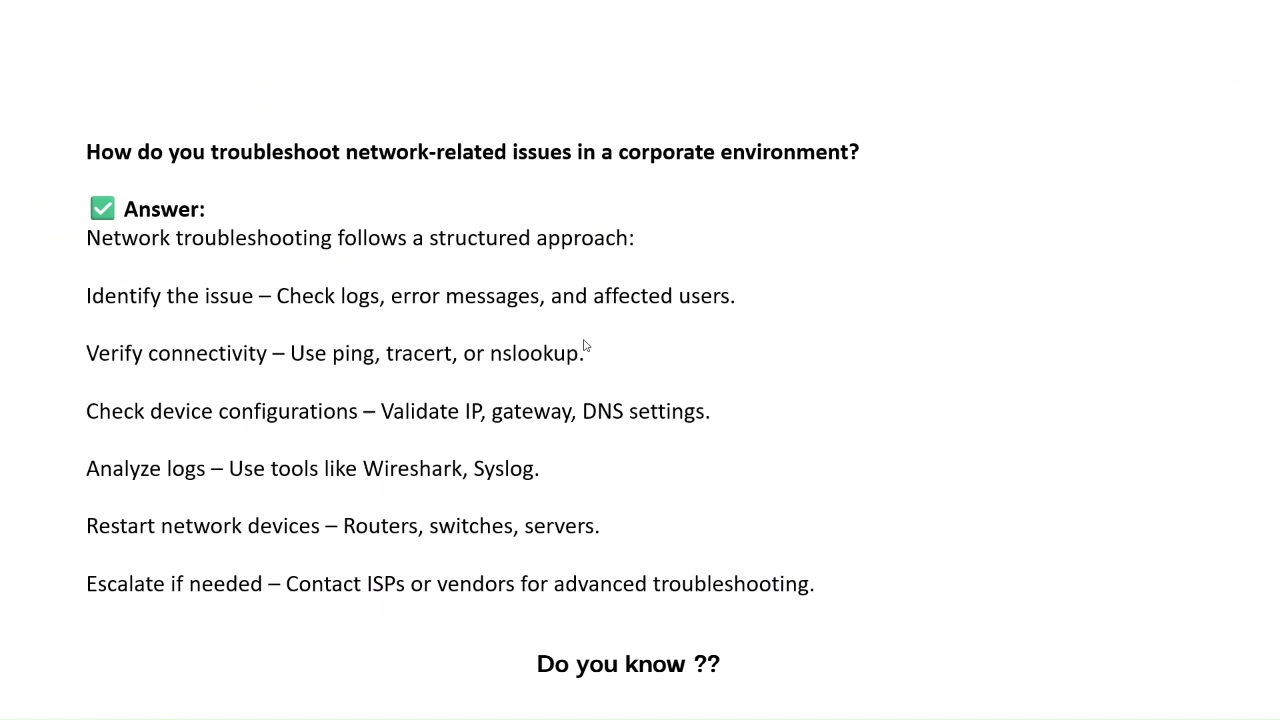 How do you troubleshoot network-related issues in a corporate environment?
✅ Answer:
Network troubleshooting follows a structured approach:
Identify the issue – Check logs, error messages, and affected users.
Verify connectivity – Use ping, tracert, or nslookup.
Check device configurations – Validate IP, gateway, DNS settings.
Analyze logs – Use tools like Wireshark, Syslog.
Restart network devices – Routers, switches, servers.
Escalate if needed – Contact ISPs or vendors for advanced troubleshooting.
Do you know ??